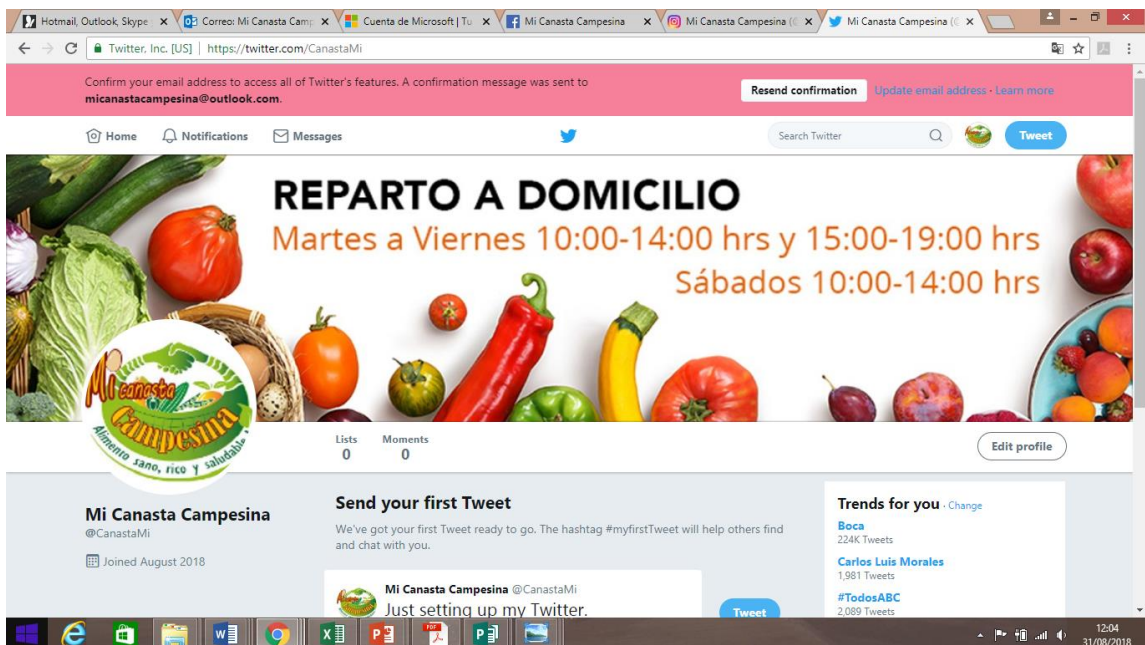 Hotmail, Outlook, Skype
Correo: Mi Canasta Camp
Cuenta de Microsoft | Tu
Mi Canasta Campesina
Mi Canasta Campesina (
Mi Canasta Campesina (
Twitter, Inc. [US] | https://twitter.com/CanastaMi
Confirm your email address to access all of Twitter's features. A confirmation message was sent to
micanastacampesina@outlook.com.
Resend confirmation
Update email address · Learn more
Home
Notifications
Messages
Search Twitter
Tweet
REPARTO A DOMICILIO
Martes a Viernes 10:00-14:00 hrs y 15:00-19:00 hrs
Sábados 10:00-14:00 hrs
Mi canasta
Campesina
Alimento sano, rico y saludable
Lists
0
Moments
0
Edit profile
Mi Canasta Campesina
@CanastaMi
Joined August 2018
Send your first Tweet
We've got your first Tweet ready to go. The hashtag #myfirstTweet will help others find
and chat with you.
Mi Canasta Campesina @CanastaMi
Just setting up my Twitter.
Tweet
Trends for you · Change
Boca
224K Tweets
Carlos Luis Morales
1,981 Tweets
#TodosABC
2,089 Tweets
12:04
31/08/2018